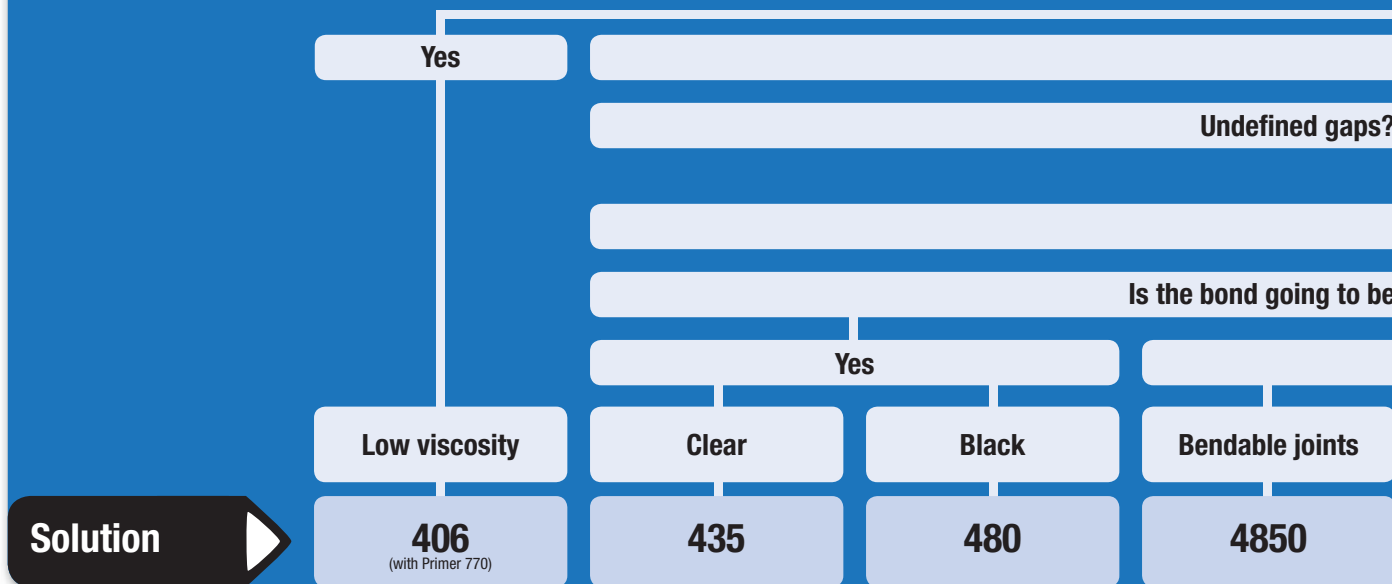 Yes
Undefined gaps?
Is the bond going to be
Yes
Low viscosity
Clear
Black
Bendable joints
Solution
406
(with Primer 770)
435
480
4850